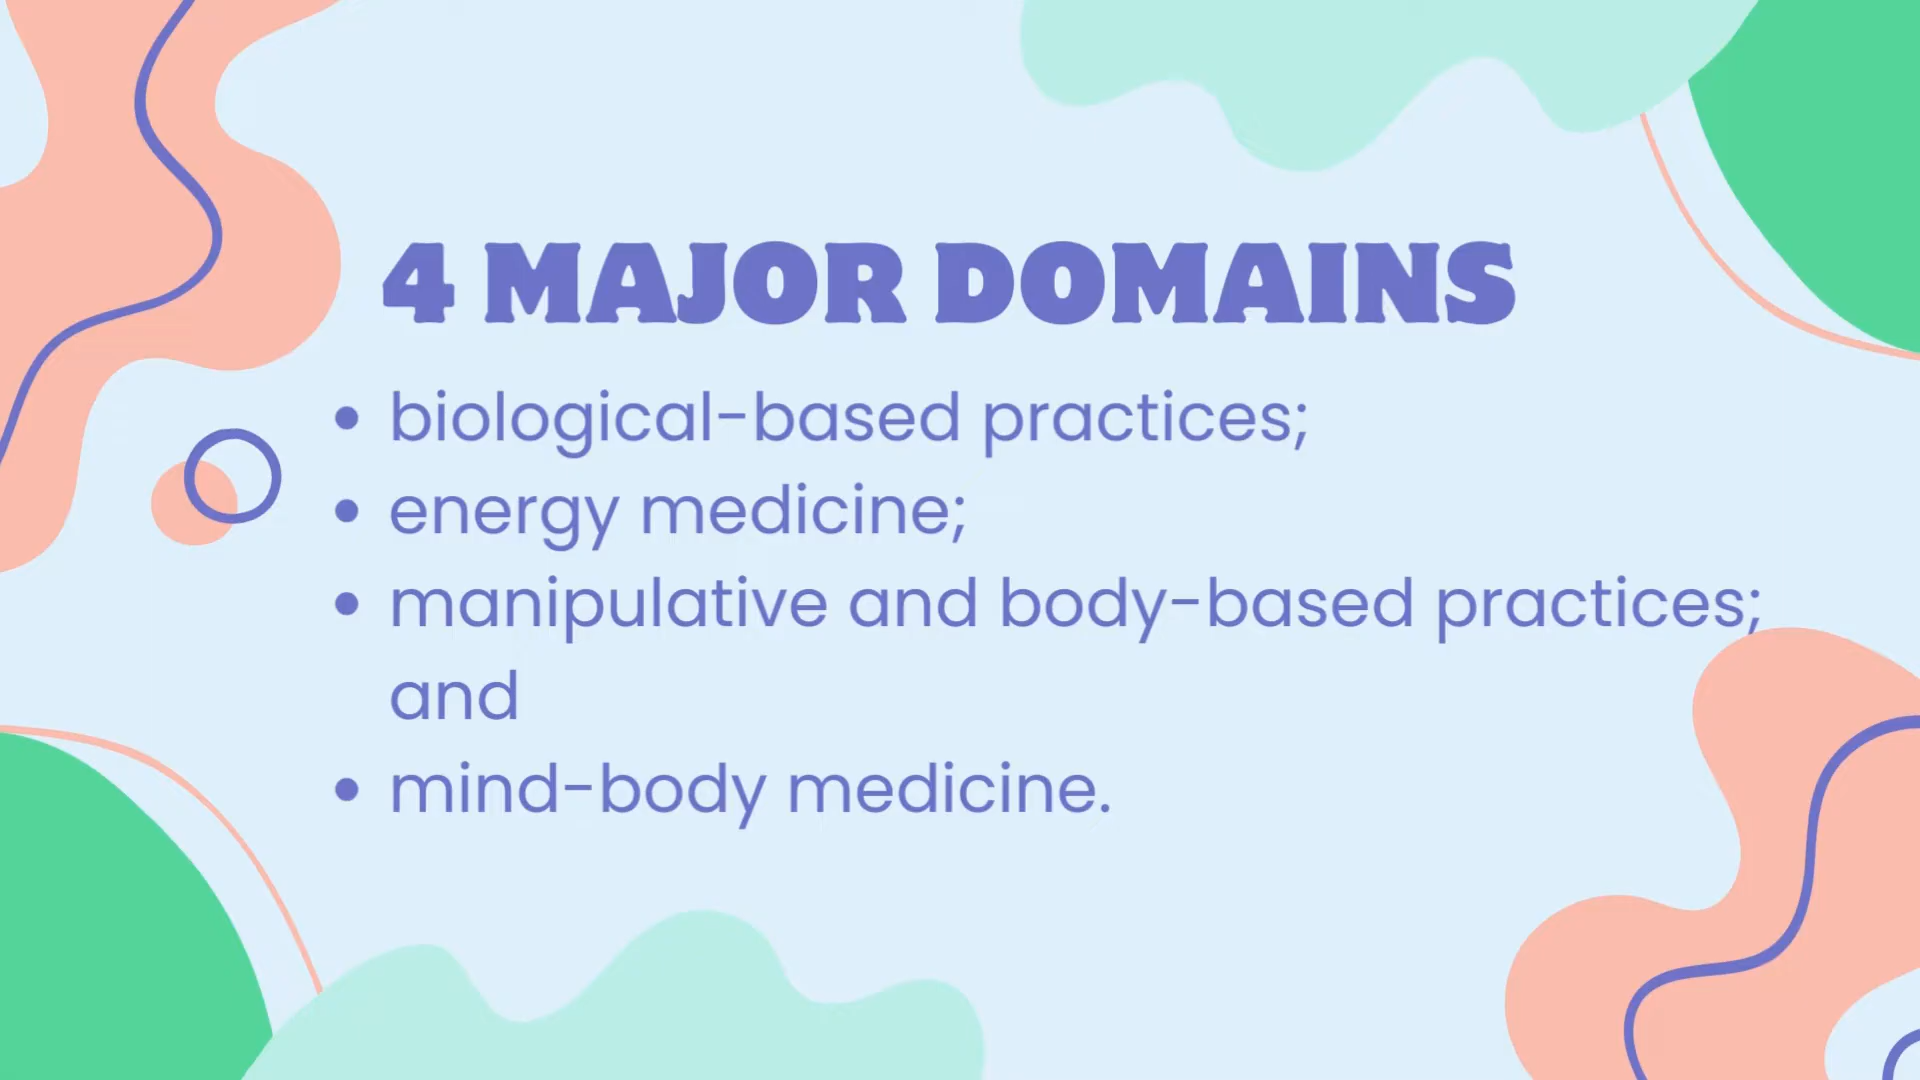 4 MAJOR DOMAINS
• biological-based practices;
• energy medicine;
• manipulative and body-based practices;
and
• mind-body medicine.